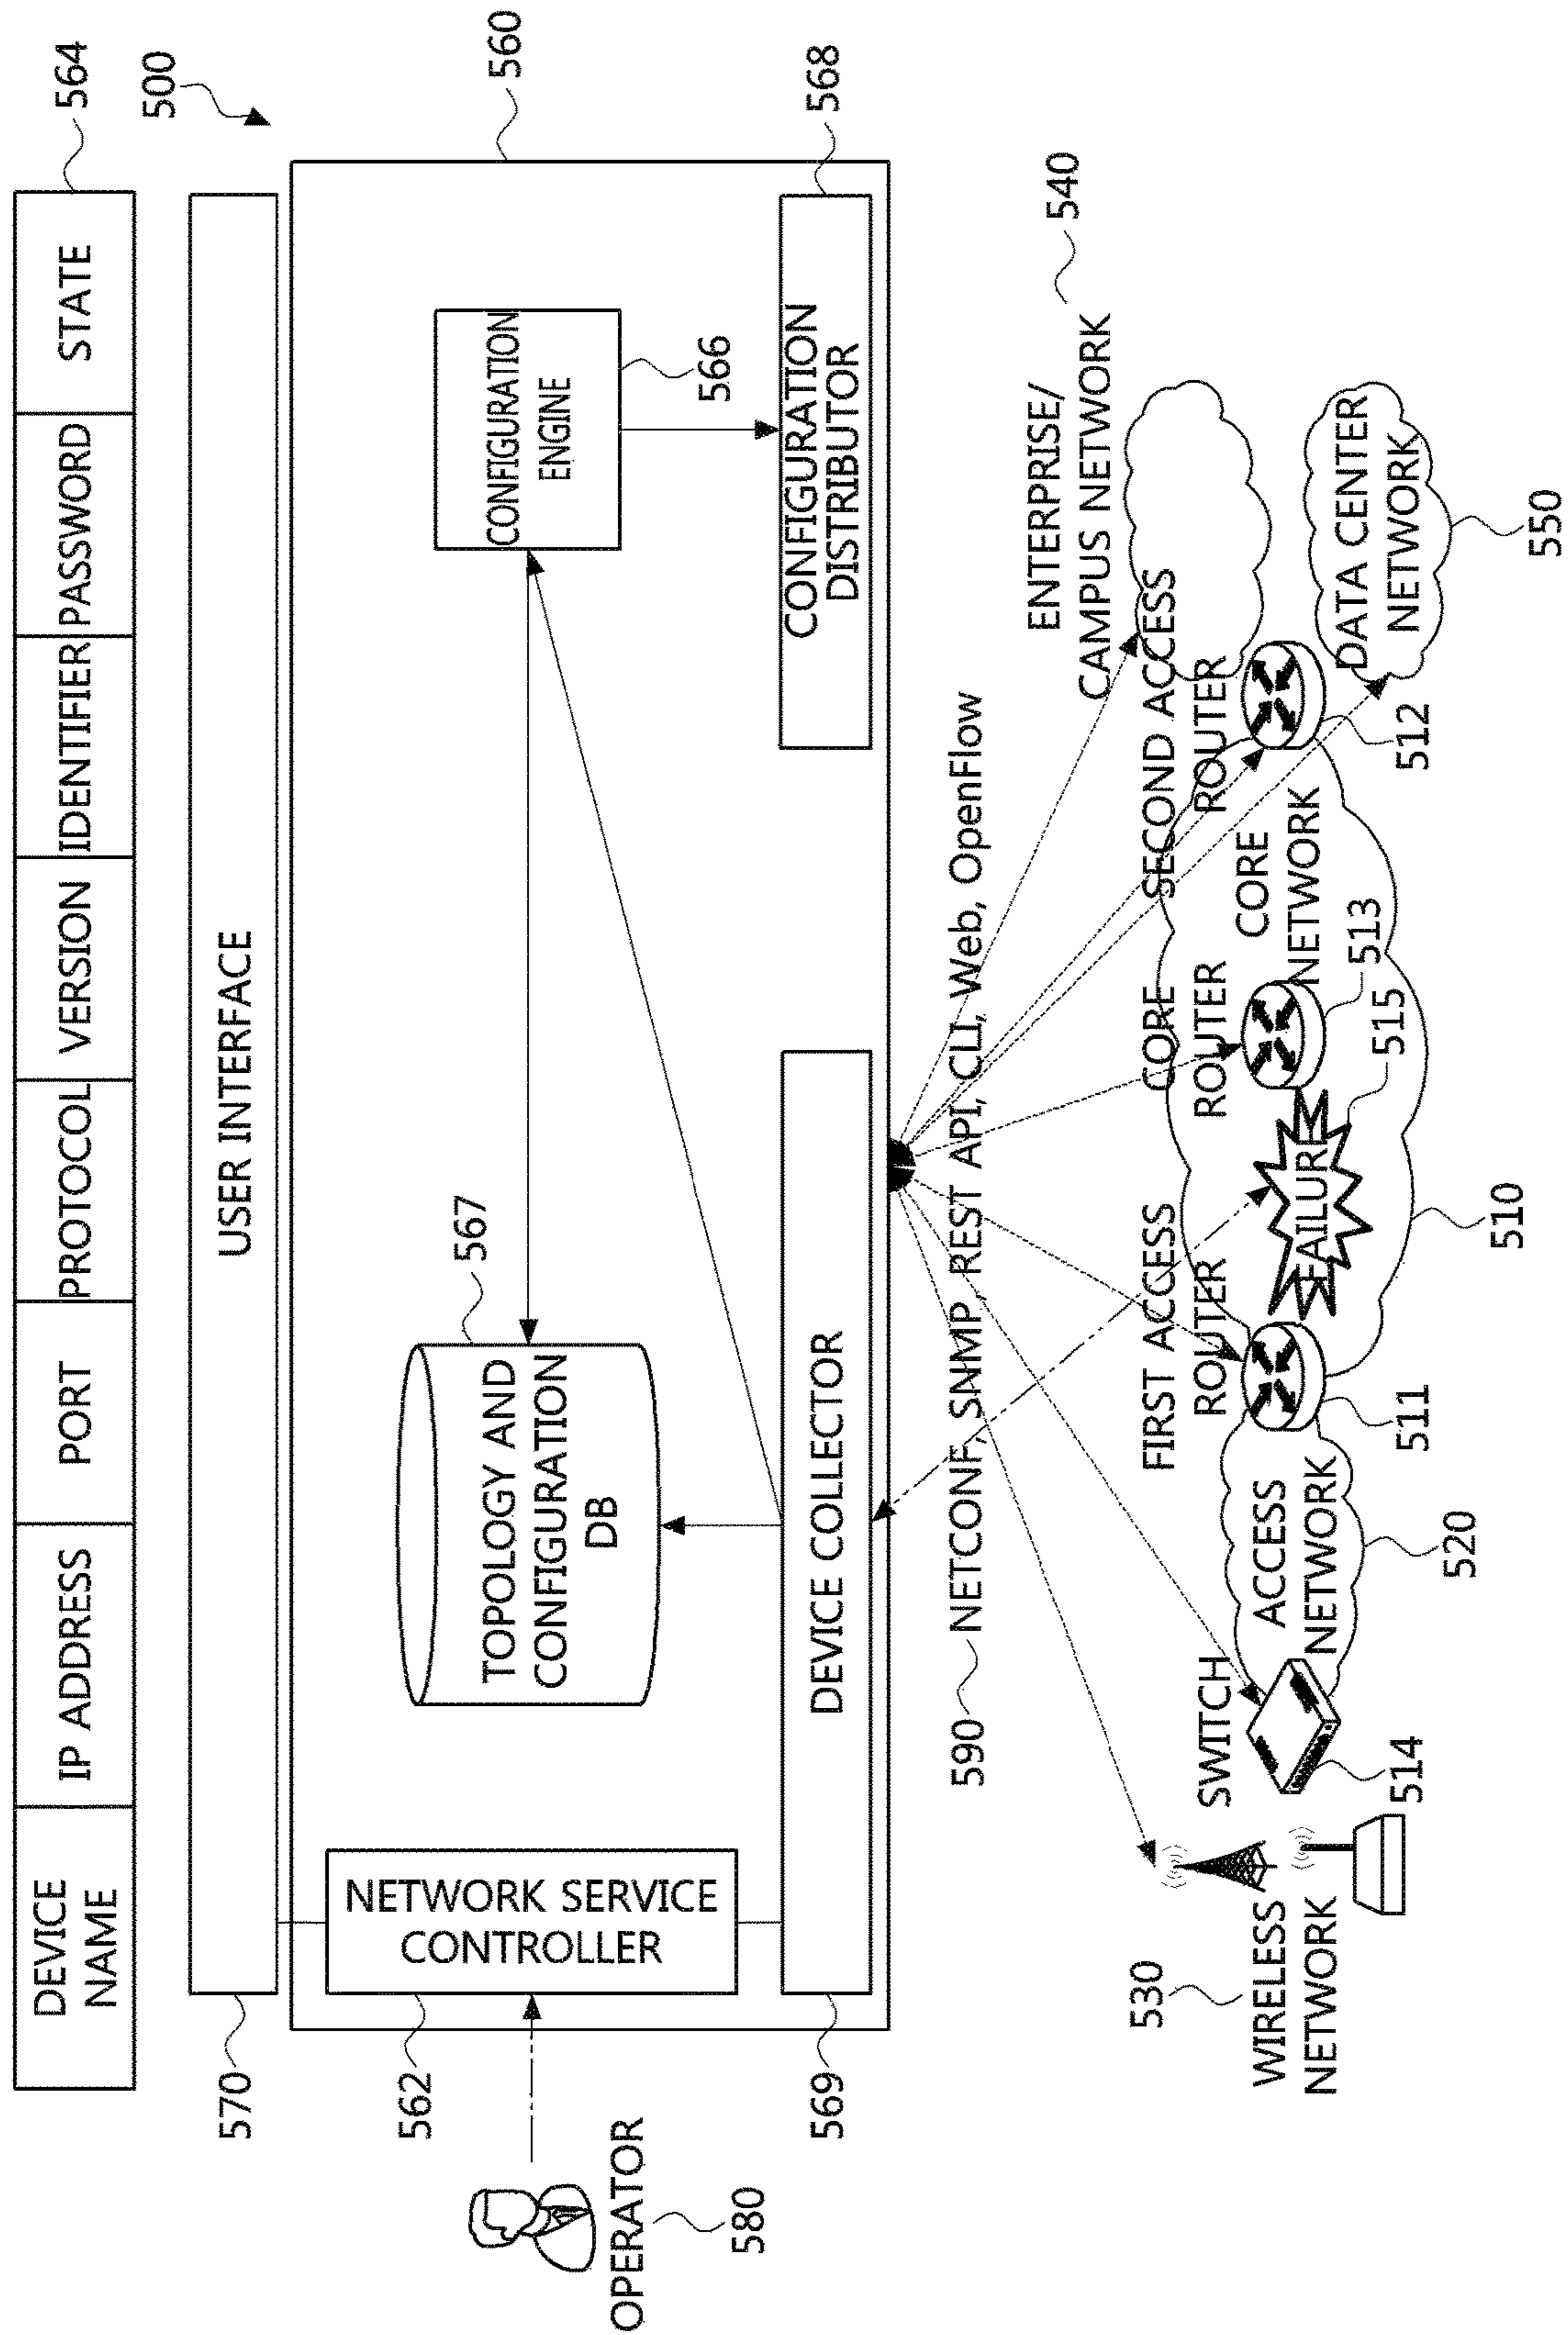 DEVICE
NAME
IP ADDRESS
PORT
PROTOCOL
VERSION
IDENTIFIER
PASSWORD
STATE
564
500
570
USER INTERFACE
560
562
NETWORK SERVICE
CONTROLLER
567
TOPOLOGY AND
CONFIGURATION
DB
CONFIGURATION
ENGINE
566
OPERATOR
580
569
DEVICE COLLECTOR
CONFIGURATION
DISTRIBUTOR
568
590
NETCONF, SNMP, REST API, CLI, Web, OpenFlow
ENTERPRISE/
CAMPUS NETWORK
540
530
WIRELESS
NETWORK
SWITCH
514
ACCESS
NETWORK
520
FIRST ACCESS
ROUTER
511
FAILURE
515
CORE
ROUTER
513
CORE
NETWORK
510
SECOND ACCESS
ROUTER
512
DATA CENTER
NETWORK
550